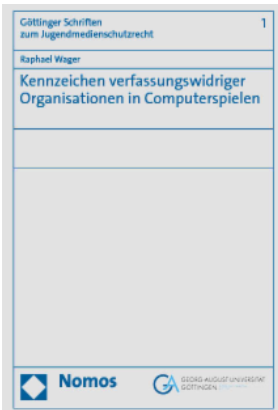 Göttinger Schriften
zum Jugendmedienschutzrecht
1
Raphael Wager
Kennzeichen verfassungswidriger
Organisationen in Computerspielen
Nomos
GEORG-AUGUST-UNIVERSITÄT
GÖTTINGEN